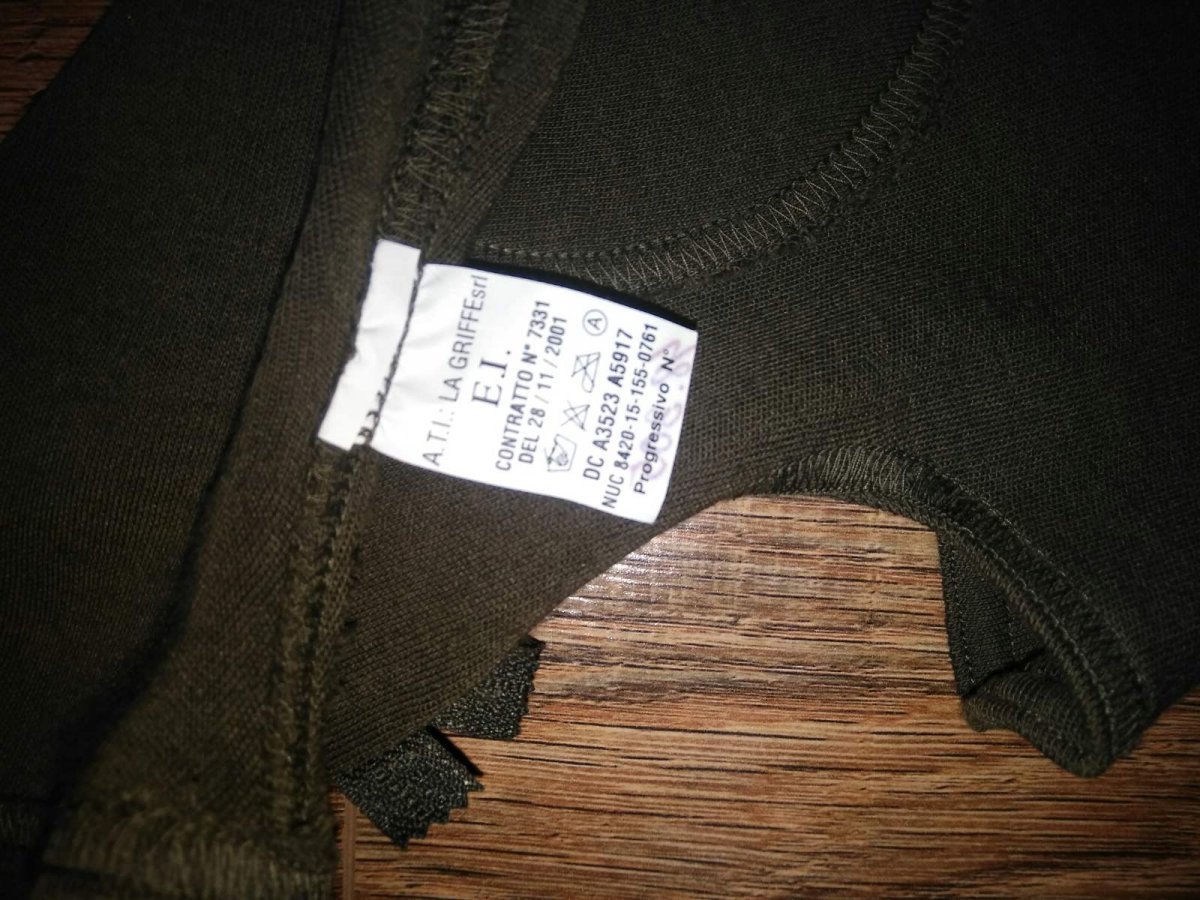 A.T.I.: LA GRIFFEsrl
E.I.
CONTRATTO N° 7331
DEL 28 / 11 / 2001
A
DC A3523 A5917
NUC 8420-15-155-0761
Progressivo N°